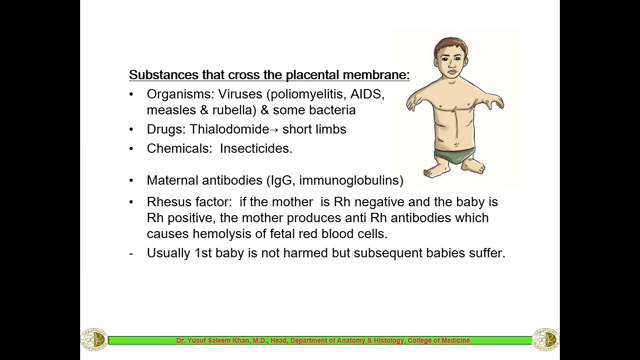 Substances that cross the placental membrane:
• Organisms: Viruses (poliomyelitis, AIDS,
measles & rubella) & some bacteria
• Drugs: Thialodomide→ short limbs
• Chemicals: Insecticides.
• Maternal antibodies (IgG, immunoglobulins)
• Rhesus factor: if the mother is Rh negative and the baby is
Rh positive, the mother produces anti Rh antibodies which
causes hemolysis of fetal red blood cells.
- Usually 1st baby is not harmed but subsequent babies suffer.
Dr. Yusuf Saleem Khan, M.D., Head, Department of Anatomy & Histology, College of Medicine